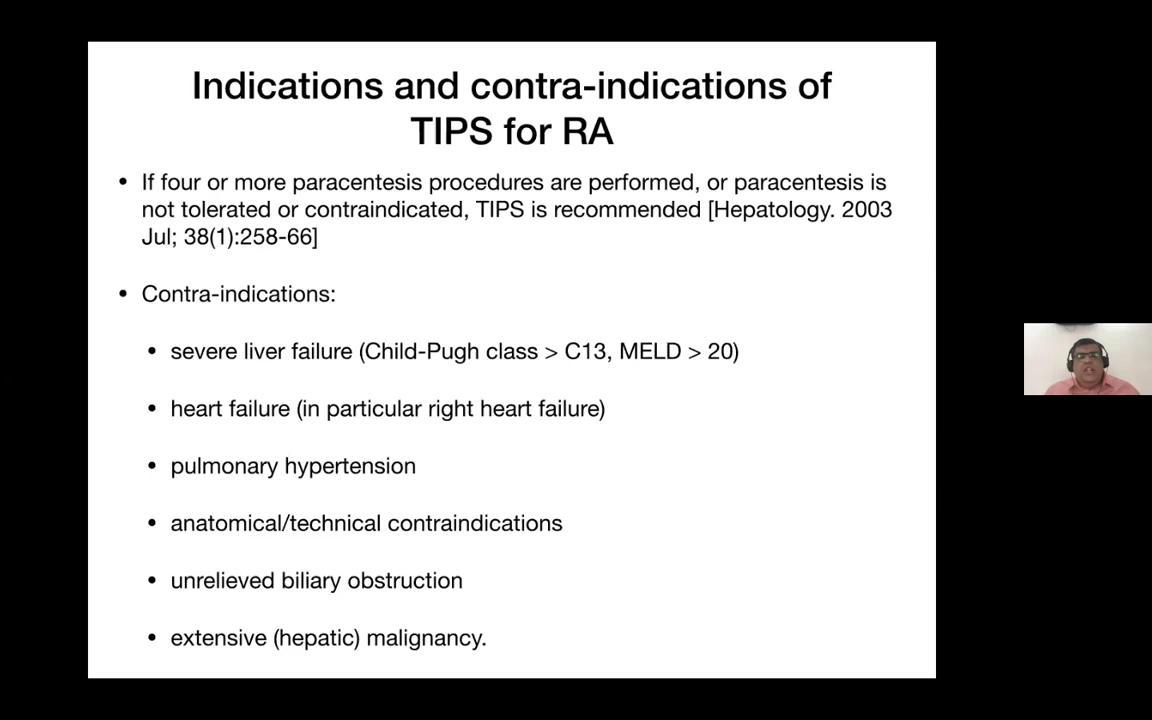 Indications and contra-indications of
TIPS for RA
• If four or more paracentesis procedures are performed, or paracentesis is
not tolerated or contraindicated, TIPS is recommended [Hepatology. 2003
Jul; 38(1):258-66]
• Contra-indications:
• severe liver failure (Child-Pugh class > C13, MELD > 20)
• heart failure (in particular right heart failure)
• pulmonary hypertension
• anatomical/technical contraindications
• unrelieved biliary obstruction
• extensive (hepatic) malignancy.